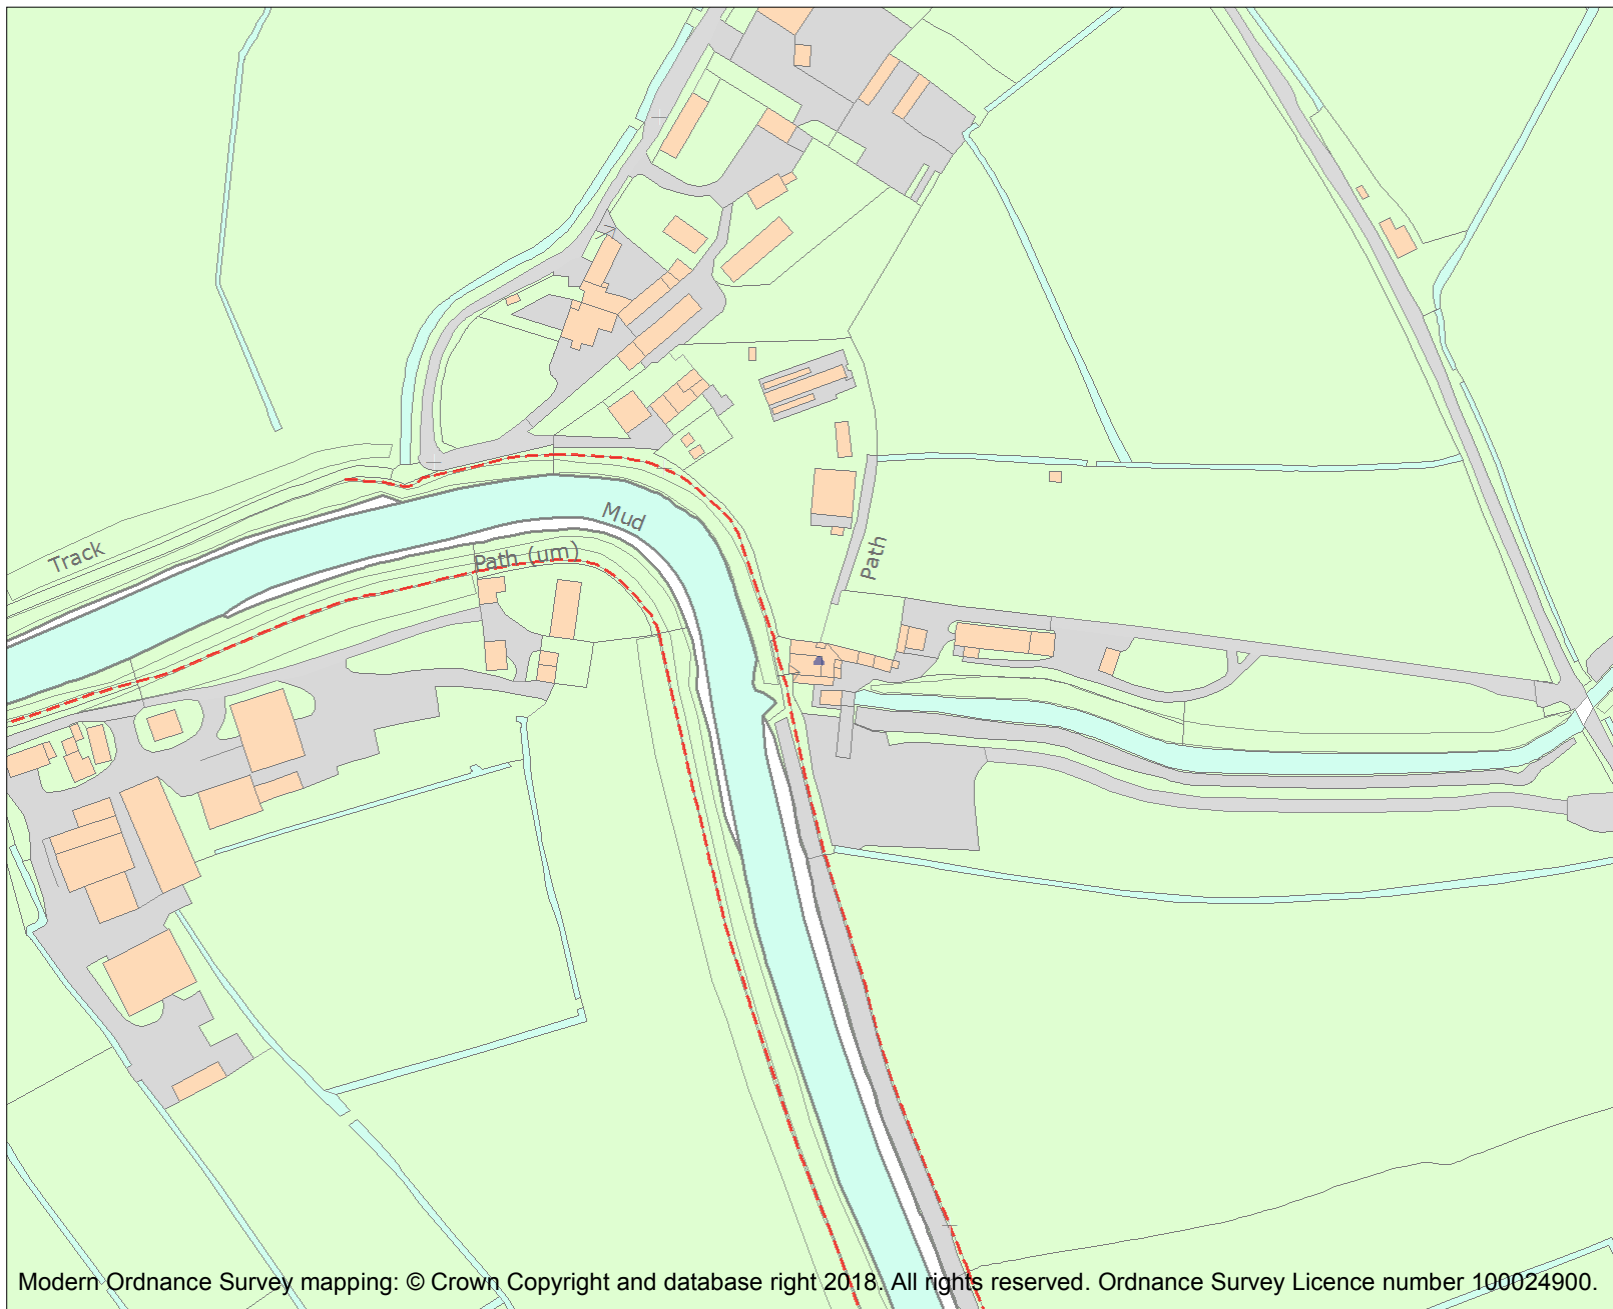 Mud
Track
Path (um)
Path
Modern Ordnance Survey mapping: © Crown Copyright and database right 2018. All rights reserved. Ordnance Survey Licence number 100024900.